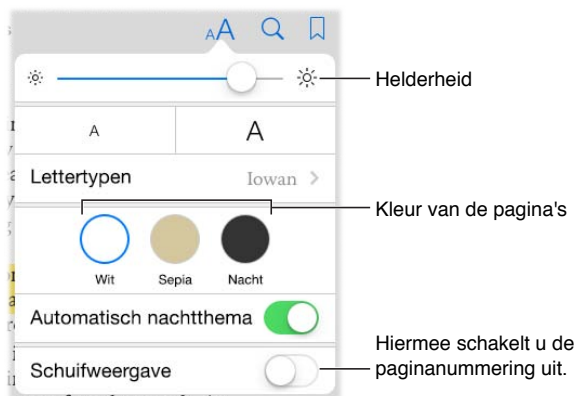 AA
Helderheid
A A
Lettertypen Iowan
Kleur van de pagina's
Wit Sepia Nacht
Automatisch nachtthema
Hiermee schakelt u de
paginanummering uit.
Schuifweergave